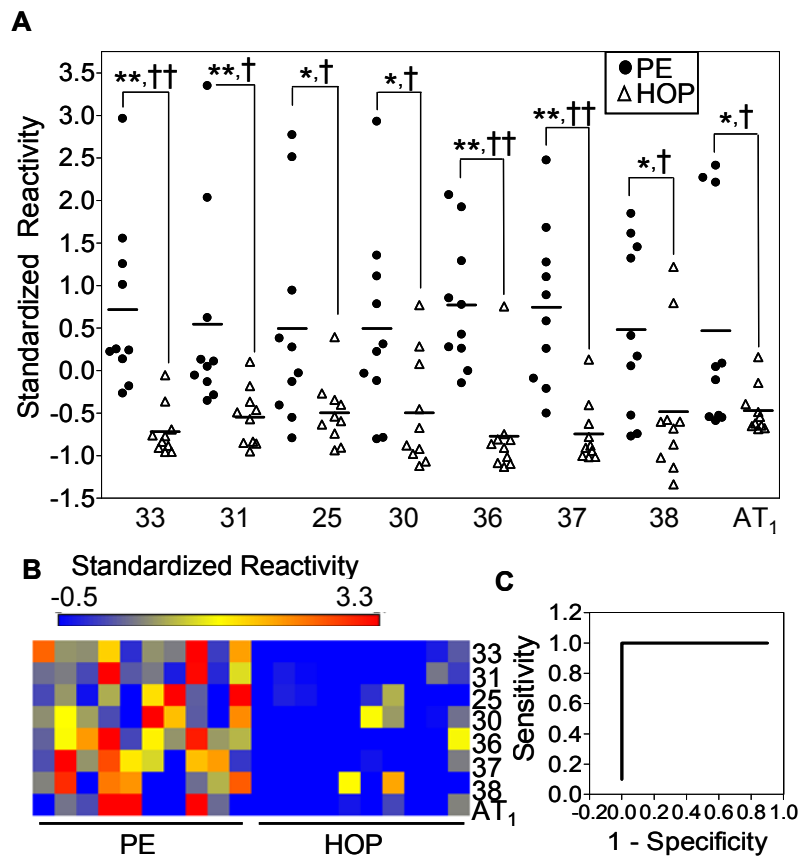 A
Standardized Reactivity
3.5
3.0
2.5
2.0
1.5
1.0
0.5
0.0
-0.5
-1.0
-1.5
**,††
**,†
*,†
*,†
**,††
**,††
*,†
*,†
PE
HOP
33 31 25 30 36 37 38 AT1
B
Standardized Reactivity
-0.5 3.3
33
31
25
30
36
37
38
AT1
PE HOP
C
Sensitivity
1.2
1.0
0.8
0.6
0.4
0.2
0.0
-0.20.0 0.2 0.4 0.6 0.8 1.0
1 - Specificity